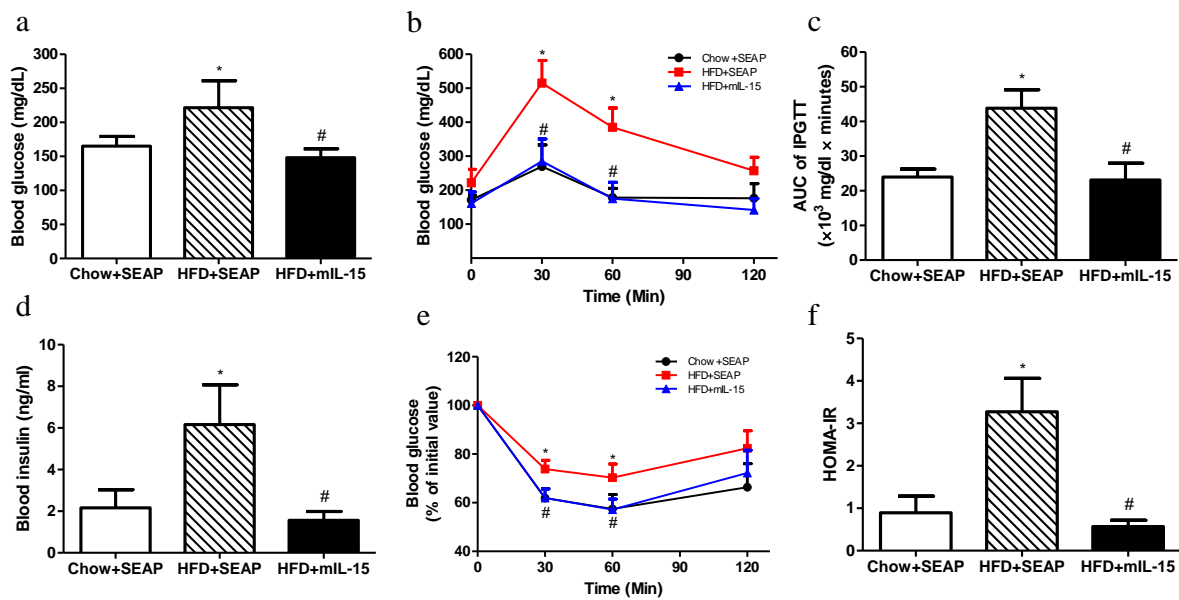 a
Blood glucose (mg/dL)
300
250
200
150
100
50
0
*
#
Chow+SEAP
HFD+SEAP
HFD+mIL-15
b
Blood glucose (mg/dL)
600
500
400
300
200
100
*
*
#
#
Chow +SEAP
HFD+SEAP
HFD+mIL-15
0
30
60
90
120
Time (Min)
c
AUC of IPGTT
(×10³ mg/dl × minutes)
60
50
40
30
20
10
0
*
#
Chow+SEAP
HFD+SEAP
HFD+mIL-15
d
Blood insulin (ng/ml)
10
8
6
4
2
0
*
#
Chow+SEAP
HFD+SEAP
HFD+mIL-15
e
Blood glucose
(% of initial value)
120
100
80
60
40
*
*
#
#
Chow +SEAP
HFD+SEAP
HFD+mIL-15
0
30
60
90
120
Time (Min)
f
HOMA-IR
5
4
3
2
1
0
*
#
Chow+SEAP
HFD+SEAP
HFD+mIL-15